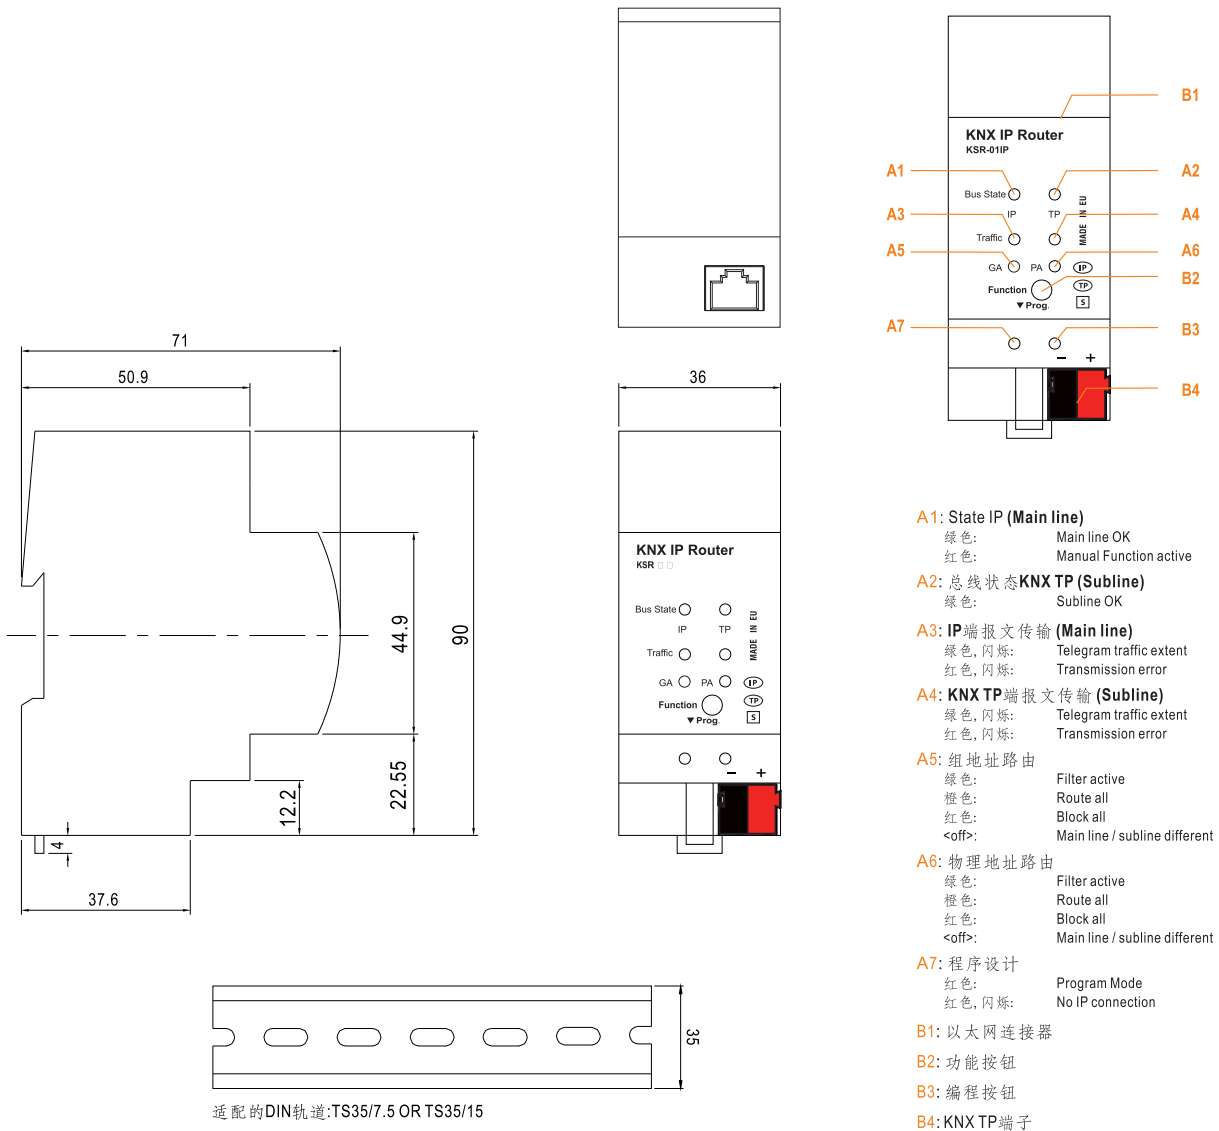 B1
KNX IP Router
KSR-01IP
A1
A2
Bus State
IP
TP
A3
A4
Traffic
MADE IN EU
A5
A6
GA
PA
IP
B2
Function
TP
▼Prog.
S
A7
B3
− +
B4
71
50.9
44.9
90
22.55
12.2
4
37.6
36
KNX IP Router
KSR □ □
Bus State
IP
TP
Traffic
MADE IN EU
GA
PA
IP
Function
TP
▼Prog.
S
− +
35
适配的DIN轨道:TS35/7.5 OR TS35/15
A1: State IP (Main line)
绿色: Main line OK
红色: Manual Function active
A2: 总线状态KNX TP (Subline)
绿色: Subline OK
A3: IP端报文传输 (Main line)
绿色,闪烁: Telegram traffic extent
红色,闪烁: Transmission error
A4: KNX TP端报文传输 (Subline)
绿色,闪烁: Telegram traffic extent
红色,闪烁: Transmission error
A5: 组地址路由
绿色: Filter active
橙色: Route all
红色: Block all
<off>: Main line / subline different
A6: 物理地址路由
绿色: Filter active
橙色: Route all
红色: Block all
<off>: Main line / subline different
A7: 程序设计
红色: Program Mode
红色,闪烁: No IP connection
B1: 以太网连接器
B2: 功能按钮
B3: 编程按钮
B4: KNX TP端子